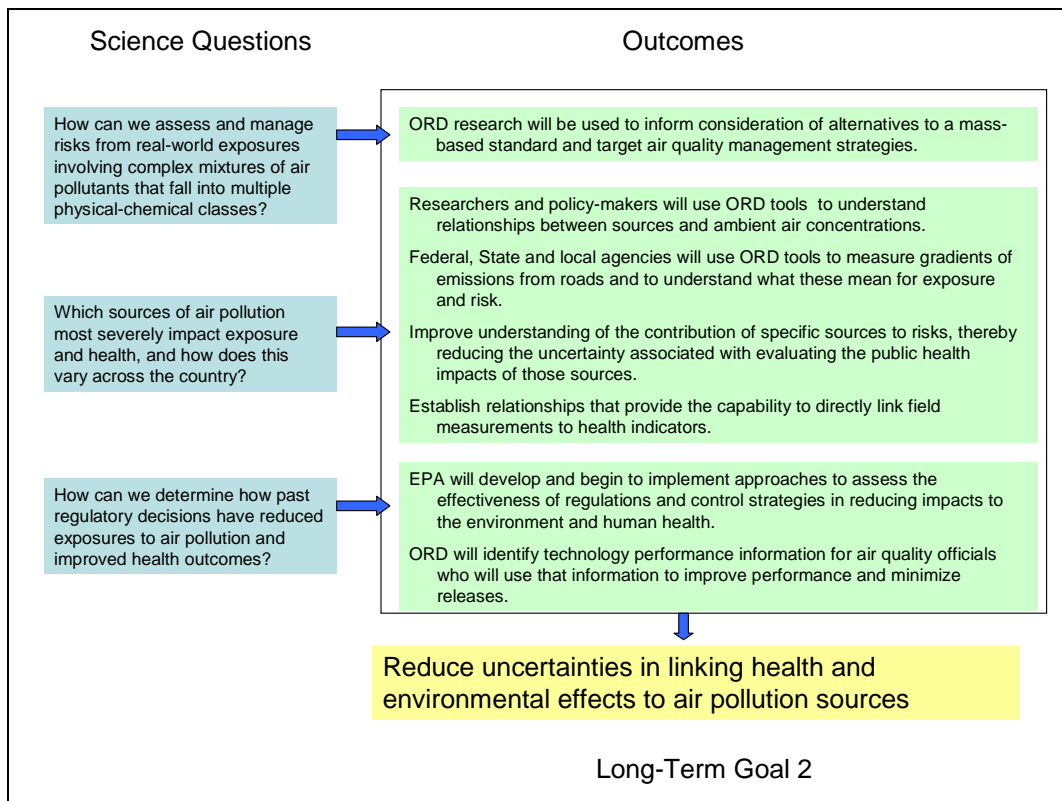 Science Questions
Outcomes
How can we assess and manage
risks from real-world exposures
involving complex mixtures of air
pollutants that fall into multiple
physical-chemical classes?
ORD research will be used to inform consideration of alternatives to a mass-
based standard and target air quality management strategies.
Researchers and policy-makers will use ORD tools to understand
relationships between sources and ambient air concentrations.
Federal, State and local agencies will use ORD tools to measure gradients of
emissions from roads and to understand what these mean for exposure
and risk.
Which sources of air pollution
most severely impact exposure
and health, and how does this
vary across the country?
Improve understanding of the contribution of specific sources to risks, thereby
reducing the uncertainty associated with evaluating the public health
impacts of those sources.
Establish relationships that provide the capability to directly link field
measurements to health indicators.
How can we determine how past
regulatory decisions have reduced
exposures to air pollution and
improved health outcomes?
EPA will develop and begin to implement approaches to assess the
effectiveness of regulations and control strategies in reducing impacts to
the environment and human health.
ORD will identify technology performance information for air quality officials
who will use that information to improve performance and minimize
releases.
Reduce uncertainties in linking health and
environmental effects to air pollution sources
Long-Term Goal 2